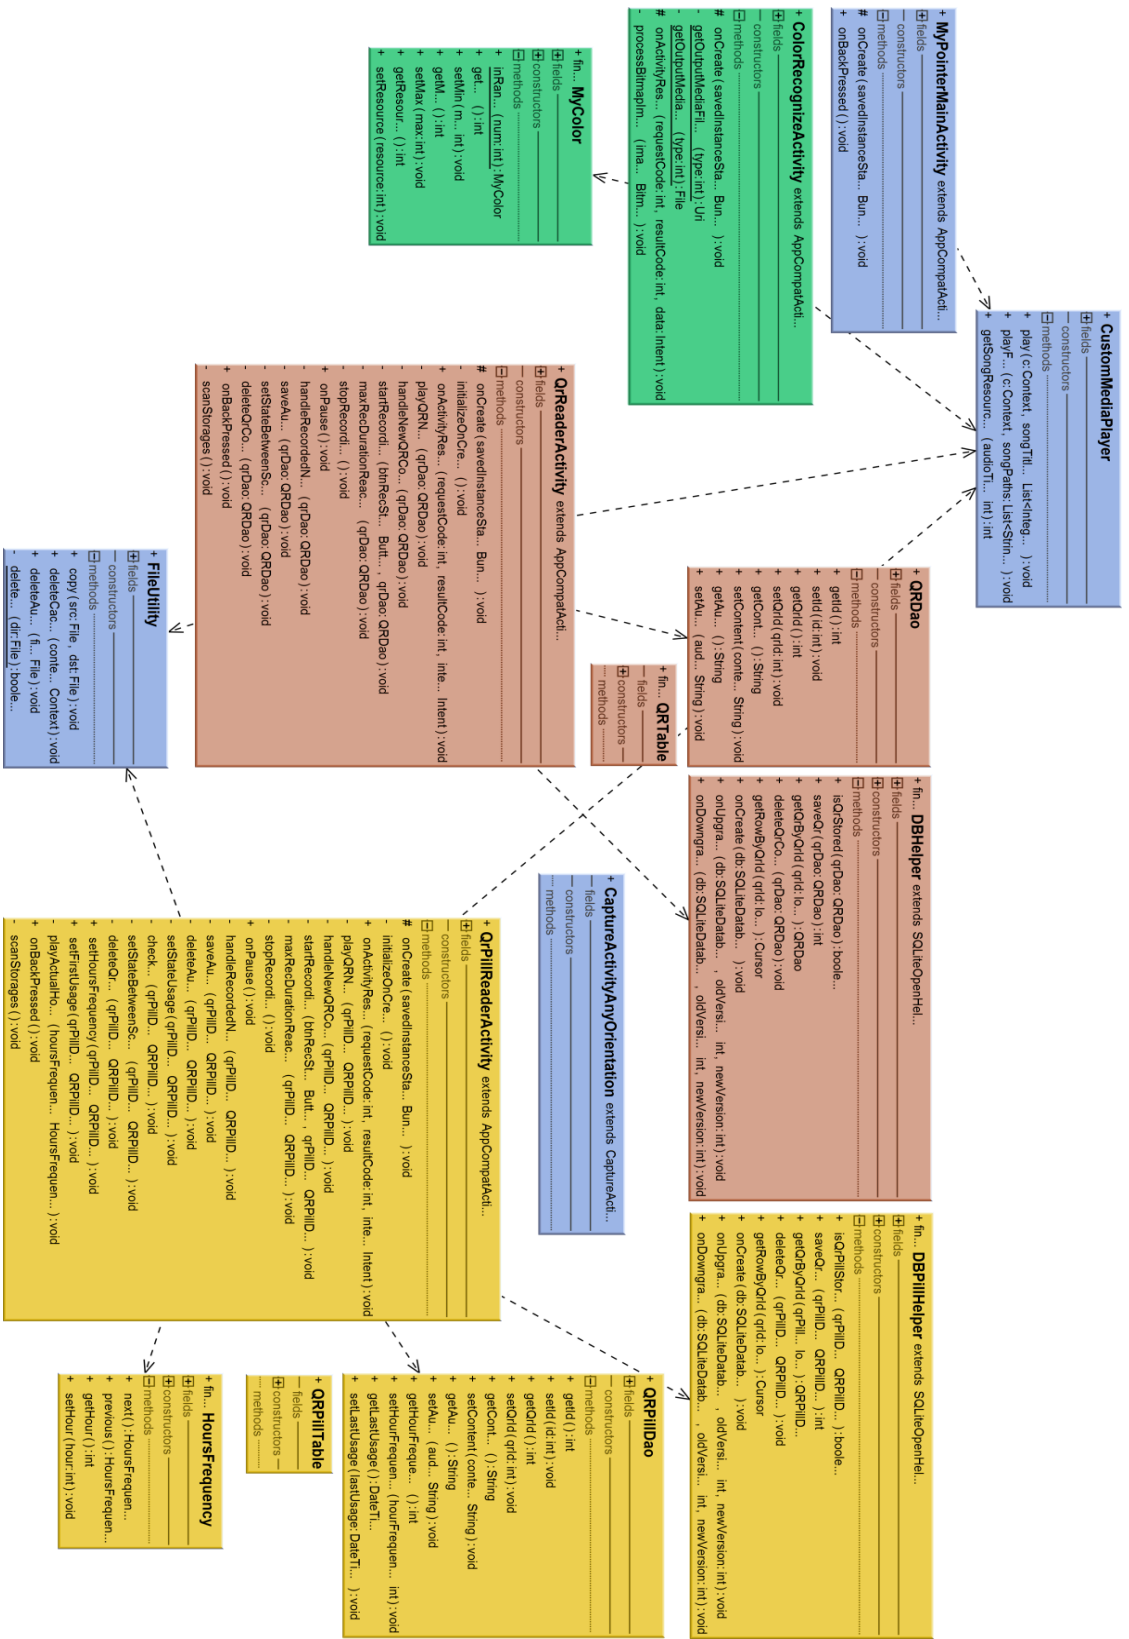 + MyPointerMainActivity extends AppCompatActi...
fields
constructors
methods
# onCreate(savedInstanceSta... Bun... ):void
+ onBackPressed():void
+ CustomMediaPlayer
fields
constructors
methods
+ play(c:Context, songTitl... List<Integ... ):void
+ playF... (c:Context, songPaths:List<Strin... ):void
+ getSongResourc... (audioTi... int):int
+ ColorRecognizeActivity extends AppCompatActi...
fields
constructors
methods
# onCreate(savedInstanceSta... Bun... ):void
- getOutputMediaFil... (type:int):Uri
- getOutputMedia... (type:int):File
# onActivityRes... (requestCode:int, resultCode:int, data:Intent):void
- processBitmapIm... (ima... Bitm... ):void
+ fin... MyColor
fields
constructors
methods
+ inRan... (num:int):MyColor
+ get... ():int
+ setMin(m... int):void
+ getM... ():int
+ setMax(max:int):void
+ getResour... ():int
+ setResource(resource:int):void
+ QRDao
fields
constructors
methods
+ getId():int
+ setId(id:int):void
+ getQrId():int
+ setQrId(qrId:int):void
+ getCont... ():String
+ setContent(conte... String):void
+ getAu... ():String
+ setAu... (aud... String):void
+ fin... DBHelper extends SQLiteOpenHel...
fields
constructors
methods
+ isQrStored(qrDao:QRDao):boole...
+ saveQr(qrDao:QRDao):int
+ getQrByQrId(qrId:lo... ):QRDao
+ deleteQrCo... (qrDao:QRDao):void
+ getRowByQrId(qrId:lo... ):Cursor
+ onCreate(db:SQLiteDatab... ):void
+ onUpgra... (db:SQLiteDatab... , oldVersi... int, newVersion:int):void
+ onDowngra... (db:SQLiteDatab... , oldVersi... int, newVersion:int):void
+ fin... DBPillHelper extends SQLiteOpenHel...
fields
constructors
methods
+ isQrPillStor... (qrPillD... QRPillD... ):boole...
+ saveQr... (qrPillD... QRPillD... ):int
+ getQrByQrId(qrPill... lo... ):QRPillD...
+ deleteQr... (qrPillD... QRPillD... ):void
+ getRowByQrId(qrId:lo... ):Cursor
+ onCreate(db:SQLiteDatab... ):void
+ onUpgra... (db:SQLiteDatab... , oldVersi... int, newVersion:int):void
+ onDowngra... (db:SQLiteDatab... , oldVersi... int, newVersion:int):void
+ fin... QRTable
fields
constructors
methods
+ QrReaderActivity extends AppCompatActi...
fields
constructors
methods
# onCreate(savedInstanceSta... Bun... ):void
- initializeOnCre... ():void
+ onActivityRes... (requestCode:int, resultCode:int, inte... Intent):void
- playQRN... (qrDao:QRDao):void
- handleNewQRCo... (qrDao:QRDao):void
- startRecordi... (btnRecSt... Butt... , qrDao:QRDao):void
- maxRecDurationReac... (qrDao:QRDao):void
- stopRecordi... ():void
+ onPause():void
- handleRecordedN... (qrDao:QRDao):void
- saveAu... (qrDao:QRDao):void
- setStateBetweenSc... (qrDao:QRDao):void
- deleteQrCo... (qrDao:QRDao):void
+ onBackPressed():void
- scanStorages():void
+ FileUtility
fields
constructors
methods
+ copy(src:File, dst:File):void
+ deleteCac... (conte... Context):void
+ deleteAu... (fi... File):void
- delete... (dir:File):boole...
+ CaptureActivityAnyOrientation extends CaptureActi...
fields
constructors
methods
+ QrPillReaderActivity extends AppCompatActi...
fields
constructors
methods
# onCreate(savedInstanceSta... Bun... ):void
- initializeOnCre... ():void
+ onActivityRes... (requestCode:int, resultCode:int, inte... Intent):void
- playQRN... (qrPillD... QRPillD... ):void
- handleNewQRCo... (qrPillD... QRPillD... ):void
- startRecordi... (btnRecSt... Butt... , qrPillD... QRPillD... ):void
- maxRecDurationReac... (qrPillD... QRPillD... ):void
- stopRecordi... ():void
+ onPause():void
- handleRecordedN... (qrPillD... QRPillD... ):void
- saveAu... (qrPillD... QRPillD... ):void
- deleteAu... (qrPillD... QRPillD... ):void
- setStateUsage(qrPillD... QRPillD... ):void
- check... (qrPillD... QRPillD... ):void
- setStateBetweenSc... (qrPillD... QRPillD... ):void
- deleteQr... (qrPillD... QRPillD... ):void
+ setHoursFrequency(qrPillD... QRPillD... ):void
- setFirstUsage(qrPillD... QRPillD... ):void
- playActualHo... (hoursFrequen... HoursFrequen... ):void
+ onBackPressed():void
- scanStorages():void
+ QRPillDao
fields
constructors
methods
+ getId():int
+ setId(id:int):void
+ getQrId():int
+ setQrId(qrId:int):void
+ getCont... ():String
+ setContent(conte... String):void
+ getAu... ():String
+ setAu... (aud... String):void
+ getHourFreque... ():int
+ setHourFrequen... (hourFrequen... int):void
+ getLastUsage():DateTi...
+ setLastUsage(lastUsage:DateTi... ):void
+ QRPillTable
fields
constructors
methods
+ fin... HoursFrequency
fields
constructors
methods
+ next():HoursFrequen...
+ previous():HoursFrequen...
+ getHour():int
+ setHour(hour:int):void